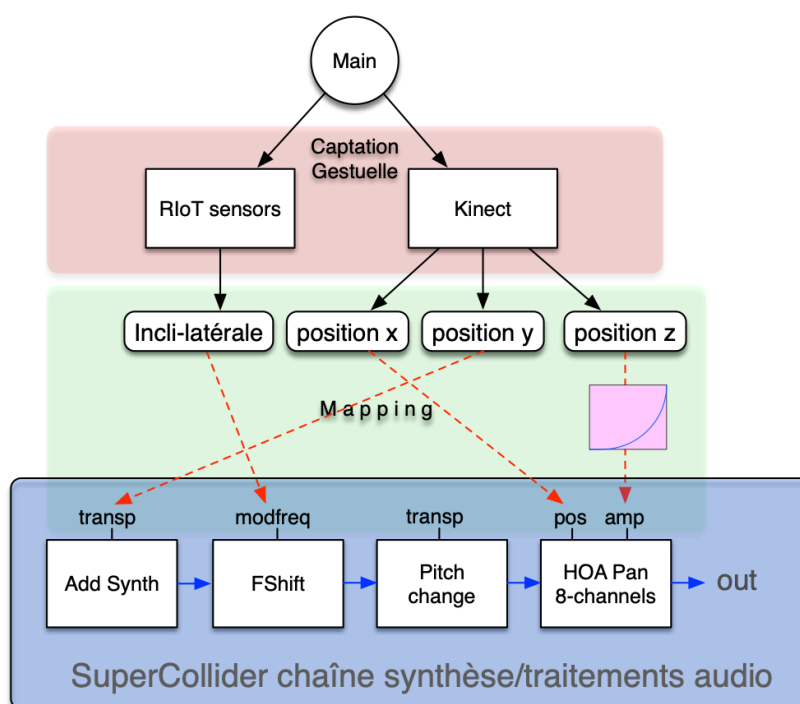 Main
Captation
Gestuelle
RIoT sensors
Kinect
Incli-latérale
position x
position y
position z
Mapping
transp
modfreq
transp
pos
amp
Add Synth
FShift
Pitch
change
HOA Pan
8-channels
out
SuperCollider chaîne synthèse/traitements audio